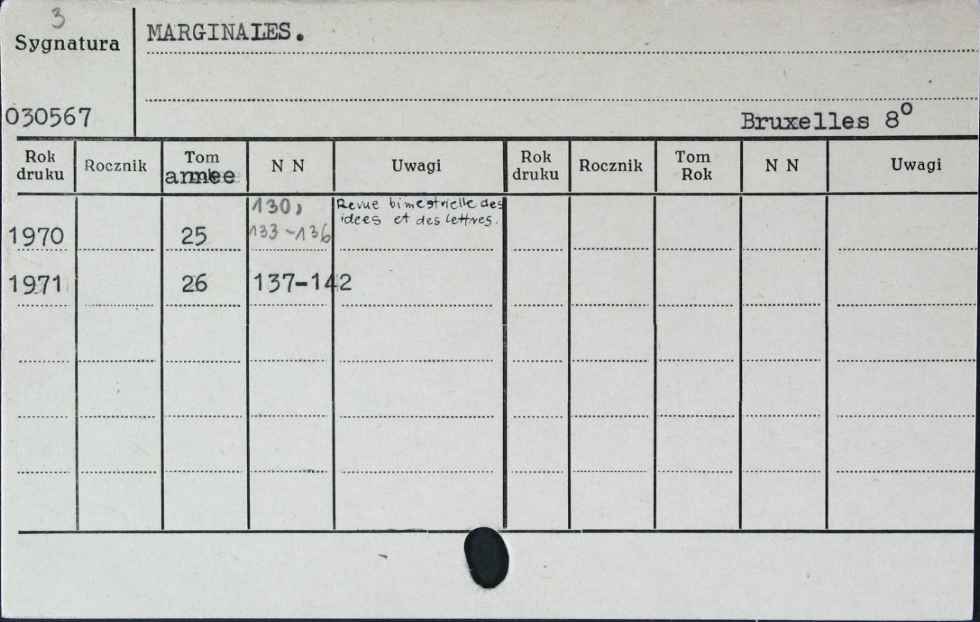 3
Sygnatura
MARGINALES.
030567
Bruxelles 8°
Rok druku Rocznik Tom annee N N Uwagi Rok druku Rocznik Tom Rok N N Uwagi
130, Revue bimestrielle des
1970 25 133-136 idees et des lettres.
1971 26 137-142